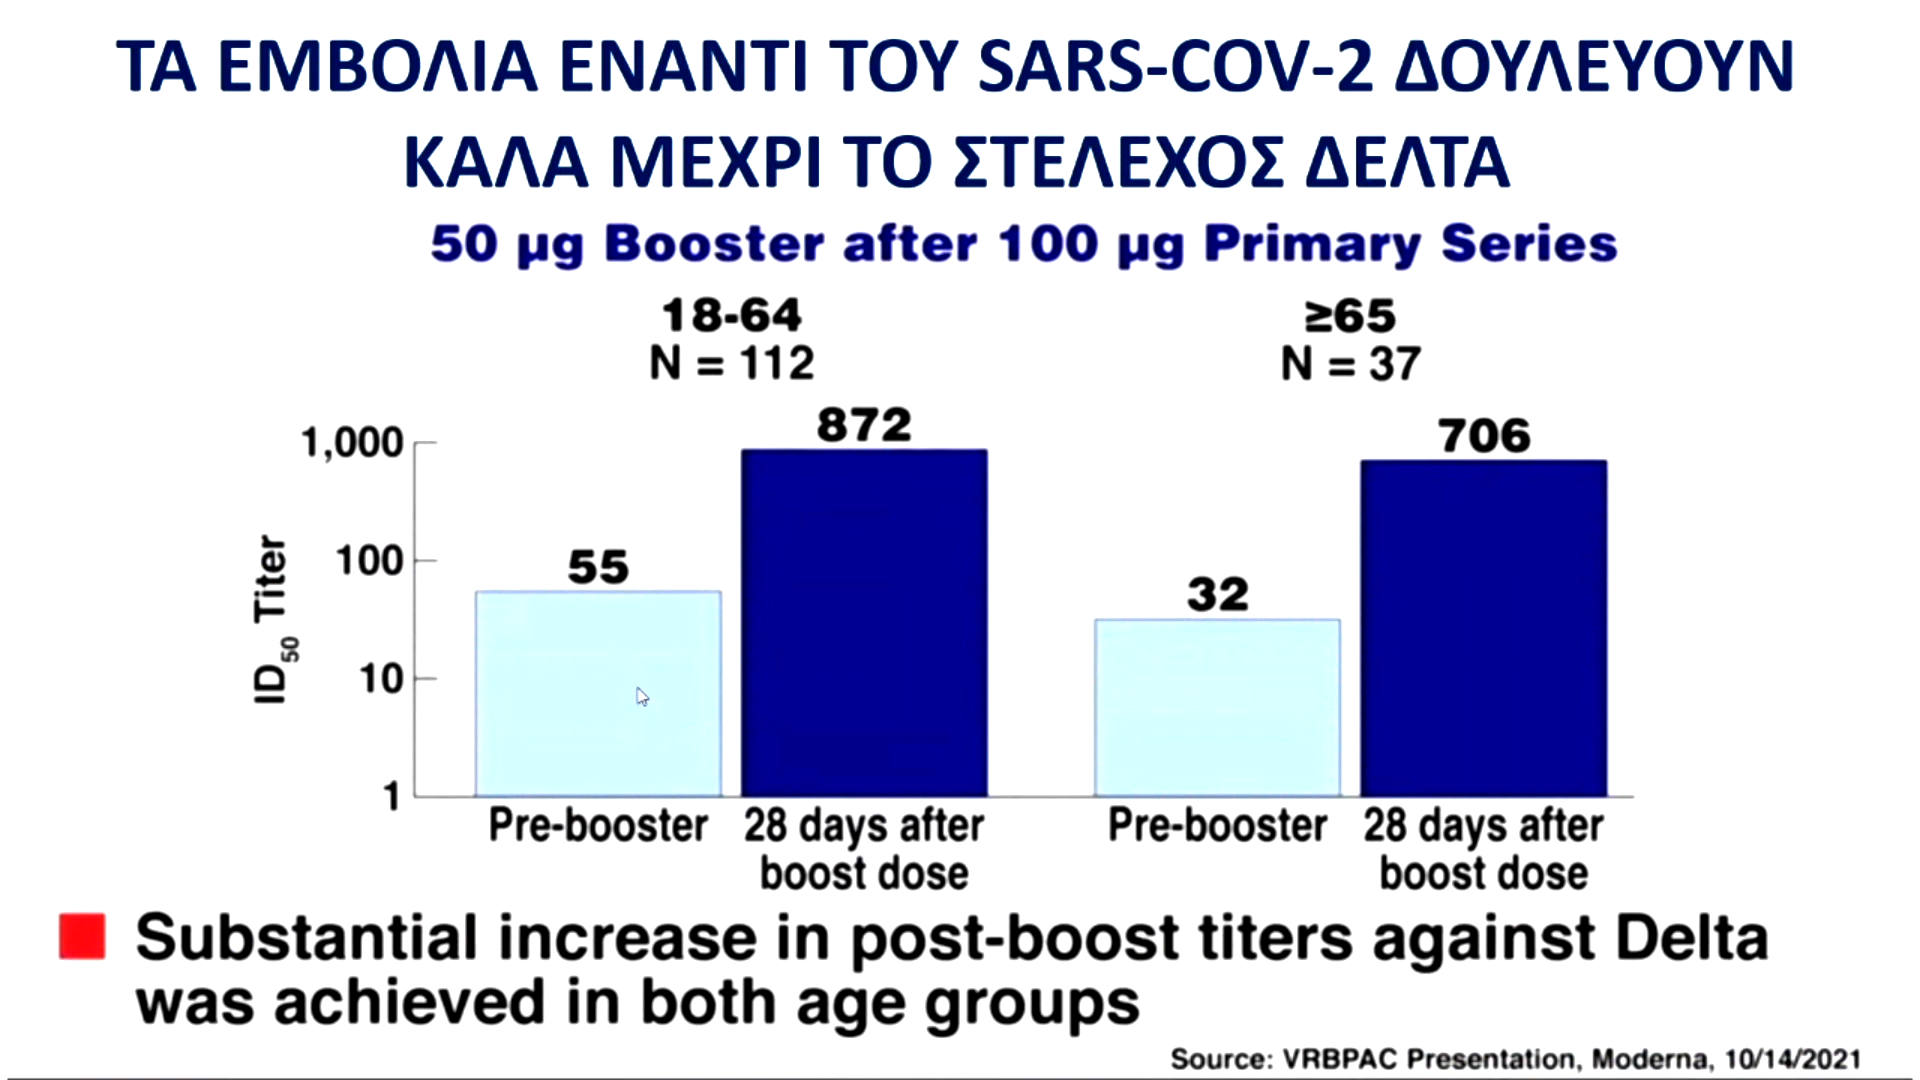 ΤΑ ΕΜΒΟΛΙΑ ΕΝΑΝΤΙ ΤΟΥ SARS-COV-2 ΔΟΥΛΕΥΟΥΝ
ΚΑΛΑ ΜΕΧΡΙ ΤΟ ΣΤΕΛΕΧΟΣ ΔΕΛΤΑ
50 µg Booster after 100 µg Primary Series
18-64
N = 112
≥65
N = 37
ID50 Titer
1,000
100
10
1
55
872
32
706
Pre-booster
28 days after
boost dose
Pre-booster
28 days after
boost dose
Substantial increase in post-boost titers against Delta
was achieved in both age groups
Source: VRBPAC Presentation, Moderna, 10/14/2021